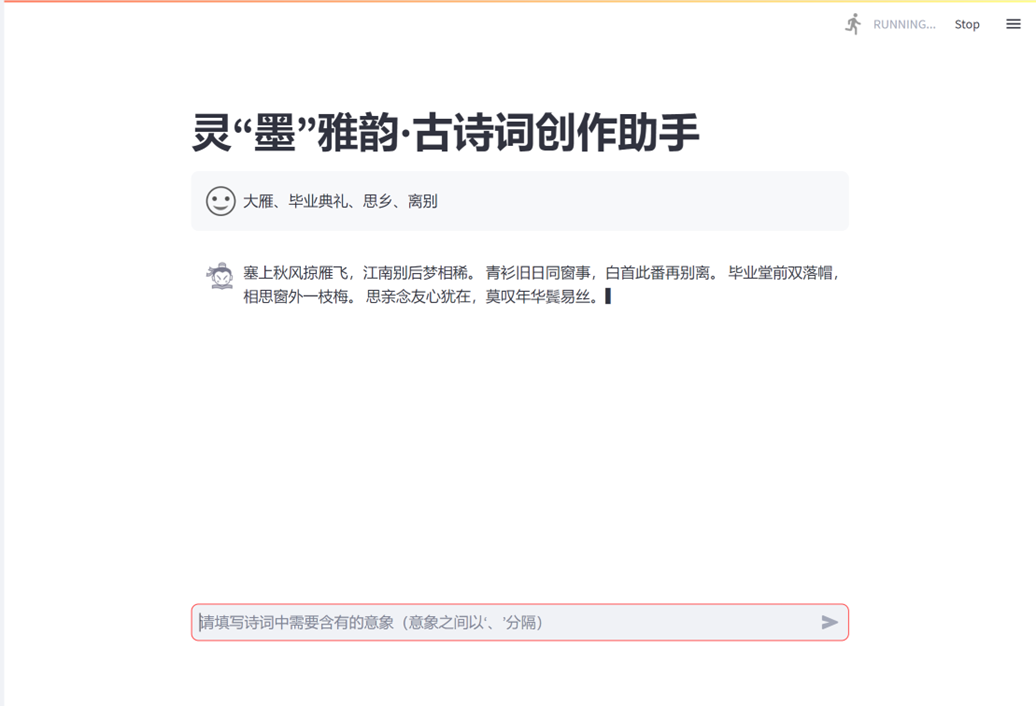 RUNNING... Stop
灵“墨”雅韵·古诗词创作助手
大雁、毕业典礼、思乡、离别
塞上秋风掠雁飞，江南别后梦相稀。 青衫旧日同窗事，白首此番再别离。 毕业堂前双落帽，
相思窗外一枝梅。 思亲念友心犹在，莫叹年华鬓易丝。
请填写诗词中需要含有的意象（意象之间以‘、’分隔）